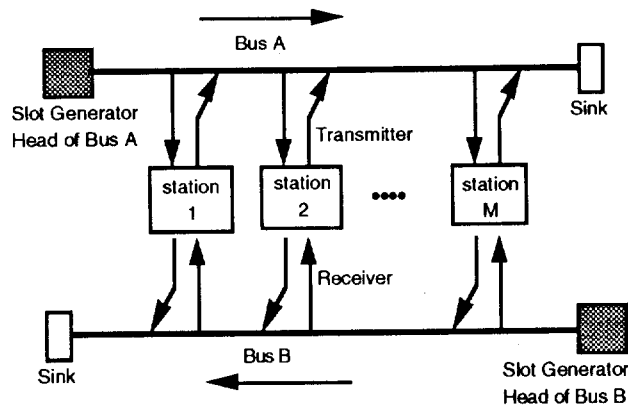 Bus A
Slot Generator
Head of Bus A
Sink
Transmitter
station
1
station
2
station
M
Receiver
Bus B
Sink
Slot Generator
Head of Bus B